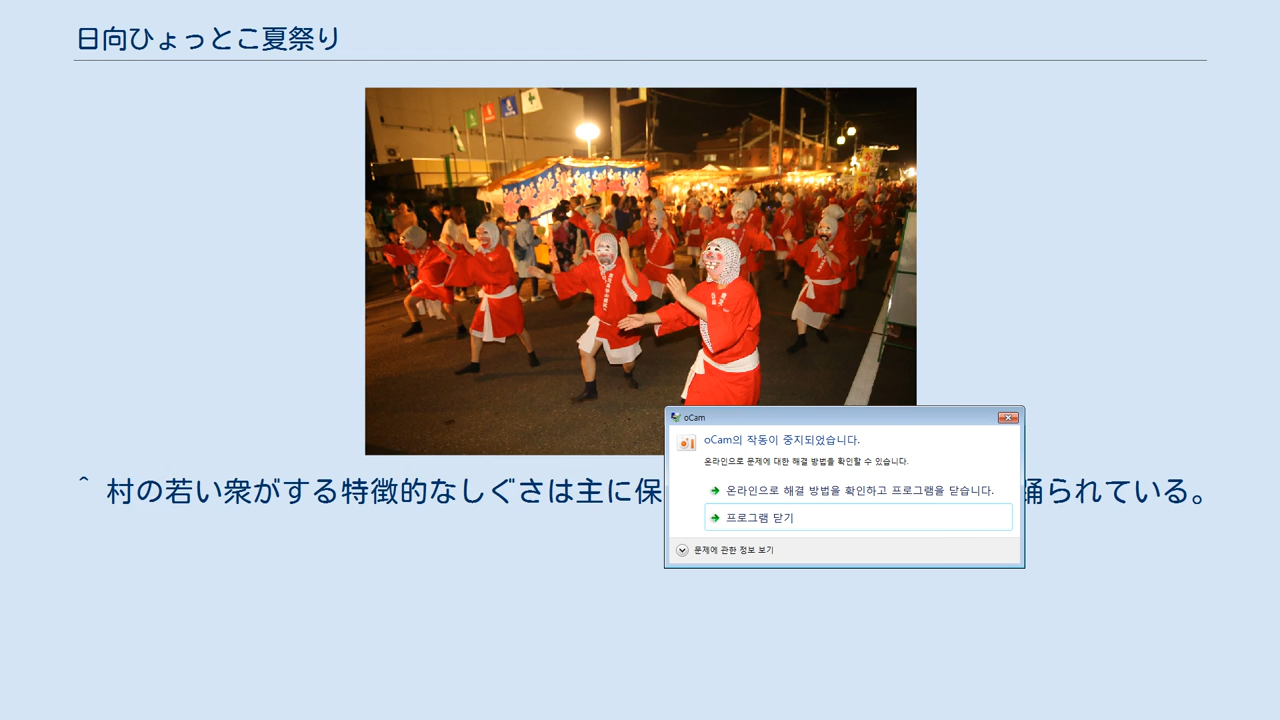 日向ひょっとこ夏祭り
oCam
oCam의 작동이 중지되었습니다.
온라인으로 문제에 대한 해결 방법을 확인할 수 있습니다.
온라인으로 해결 방법을 확인하고 프로그램을 닫습니다.
프로그램 닫기
문제에 관한 정보 보기
^ 村の若い衆がする特徴的なしぐさは主に保
踊られている。